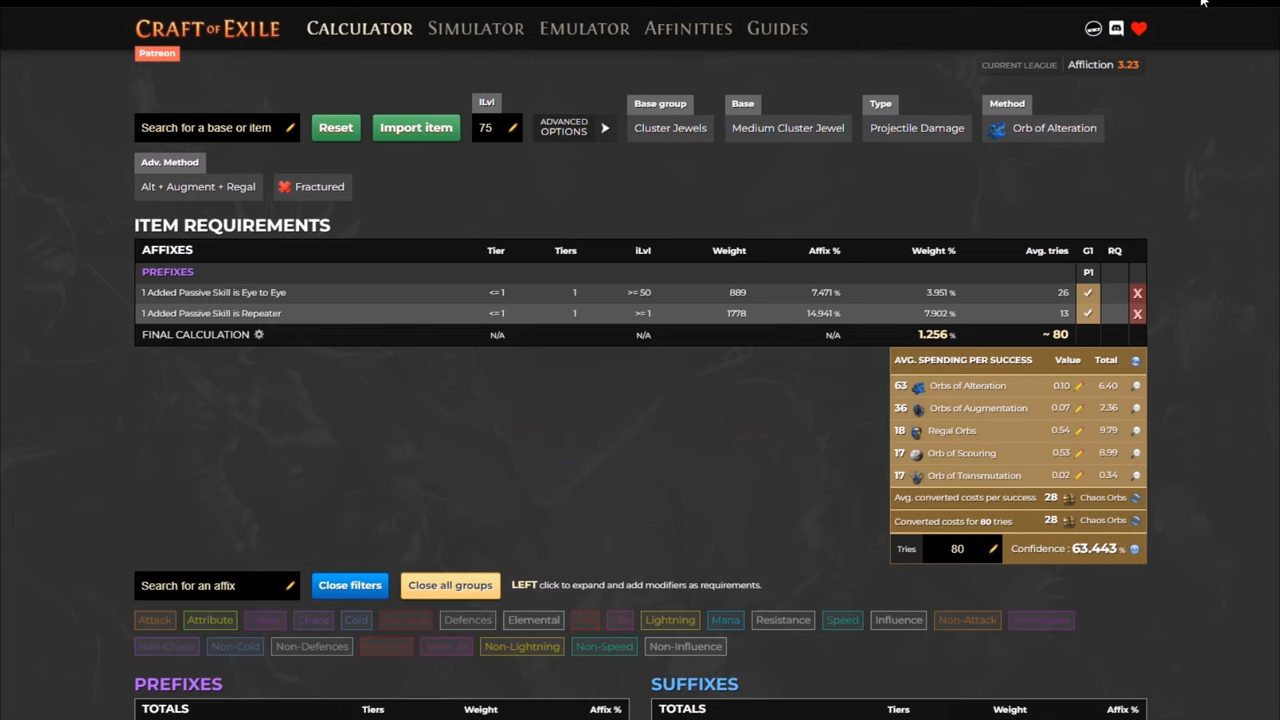 CRAFT OF EXILE
CALCULATOR SIMULATOR EMULATOR AFFINITIES GUIDES
Patreon
CURRENT LEAGUE Affliction 3.23
Search for a base or item Reset Import item
iLvl
75
ADVANCED OPTIONS
Base group
Cluster Jewels
Base
Medium Cluster Jewel
Type
Projectile Damage
Method
Orb of Alteration
Adv. Method
Alt + Augment + Regal Fractured
ITEM REQUIREMENTS
AFFIXES Tier Tiers iLvl Weight Affix % Weight % Avg. tries G1 RQ
PREFIXES P1
1 Added Passive Skill is Eye to Eye <= 1 1 >= 50 889 7.471 % 3.951 % 26 X
1 Added Passive Skill is Repeater <= 1 1 >= 1 1778 14.941 % 7.902 % 13 X
FINAL CALCULATION N/A N/A N/A N/A N/A 1.256 % ~ 80
AVG. SPENDING PER SUCCESS Value Total
63 Orbs of Alteration 0.10 6.40
36 Orbs of Augmentation 0.07 2.36
18 Regal Orbs 0.54 9.79
17 Orb of Scouring 0.53 8.99
17 Orb of Transmutation 0.02 0.34
Avg. converted costs per success 28 Chaos Orbs
Converted costs for 80 tries 28 Chaos Orbs
Tries 80 Confidence : 63.443 %
Search for an affix Close filters Close all groups LEFT click to expand and add modifiers as requirements.
Attack Attribute Chaos Cold Defences Elemental Lightning Mana Resistance Speed Influence Non-Attack
Non-Chaos Non-Cold Non-Defences Non-Lightning Non-Speed Non-Influence
PREFIXES
TOTALS Tiers Weight Affix %
SUFFIXES
TOTALS Tiers Weight Affix %